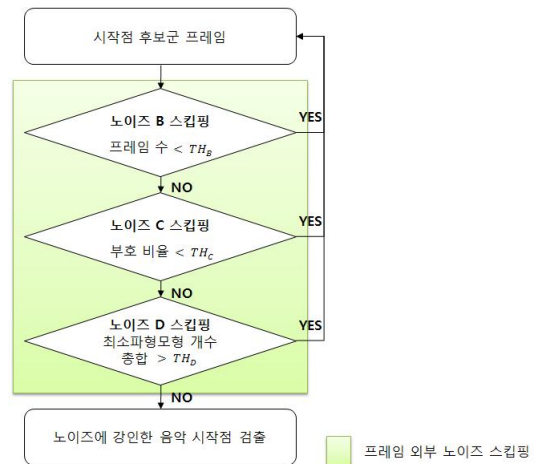 시작점 후보군 프레임
노이즈 B 스킵핑
프레임 수 < TH_B
YES
NO
노이즈 C 스킵핑
부호 비율 < TH_C
YES
NO
노이즈 D 스킵핑
최소파형모형 개수
총합 > TH_D
YES
NO
노이즈에 강인한 음악 시작점 검출
프레임 외부 노이즈 스킵핑